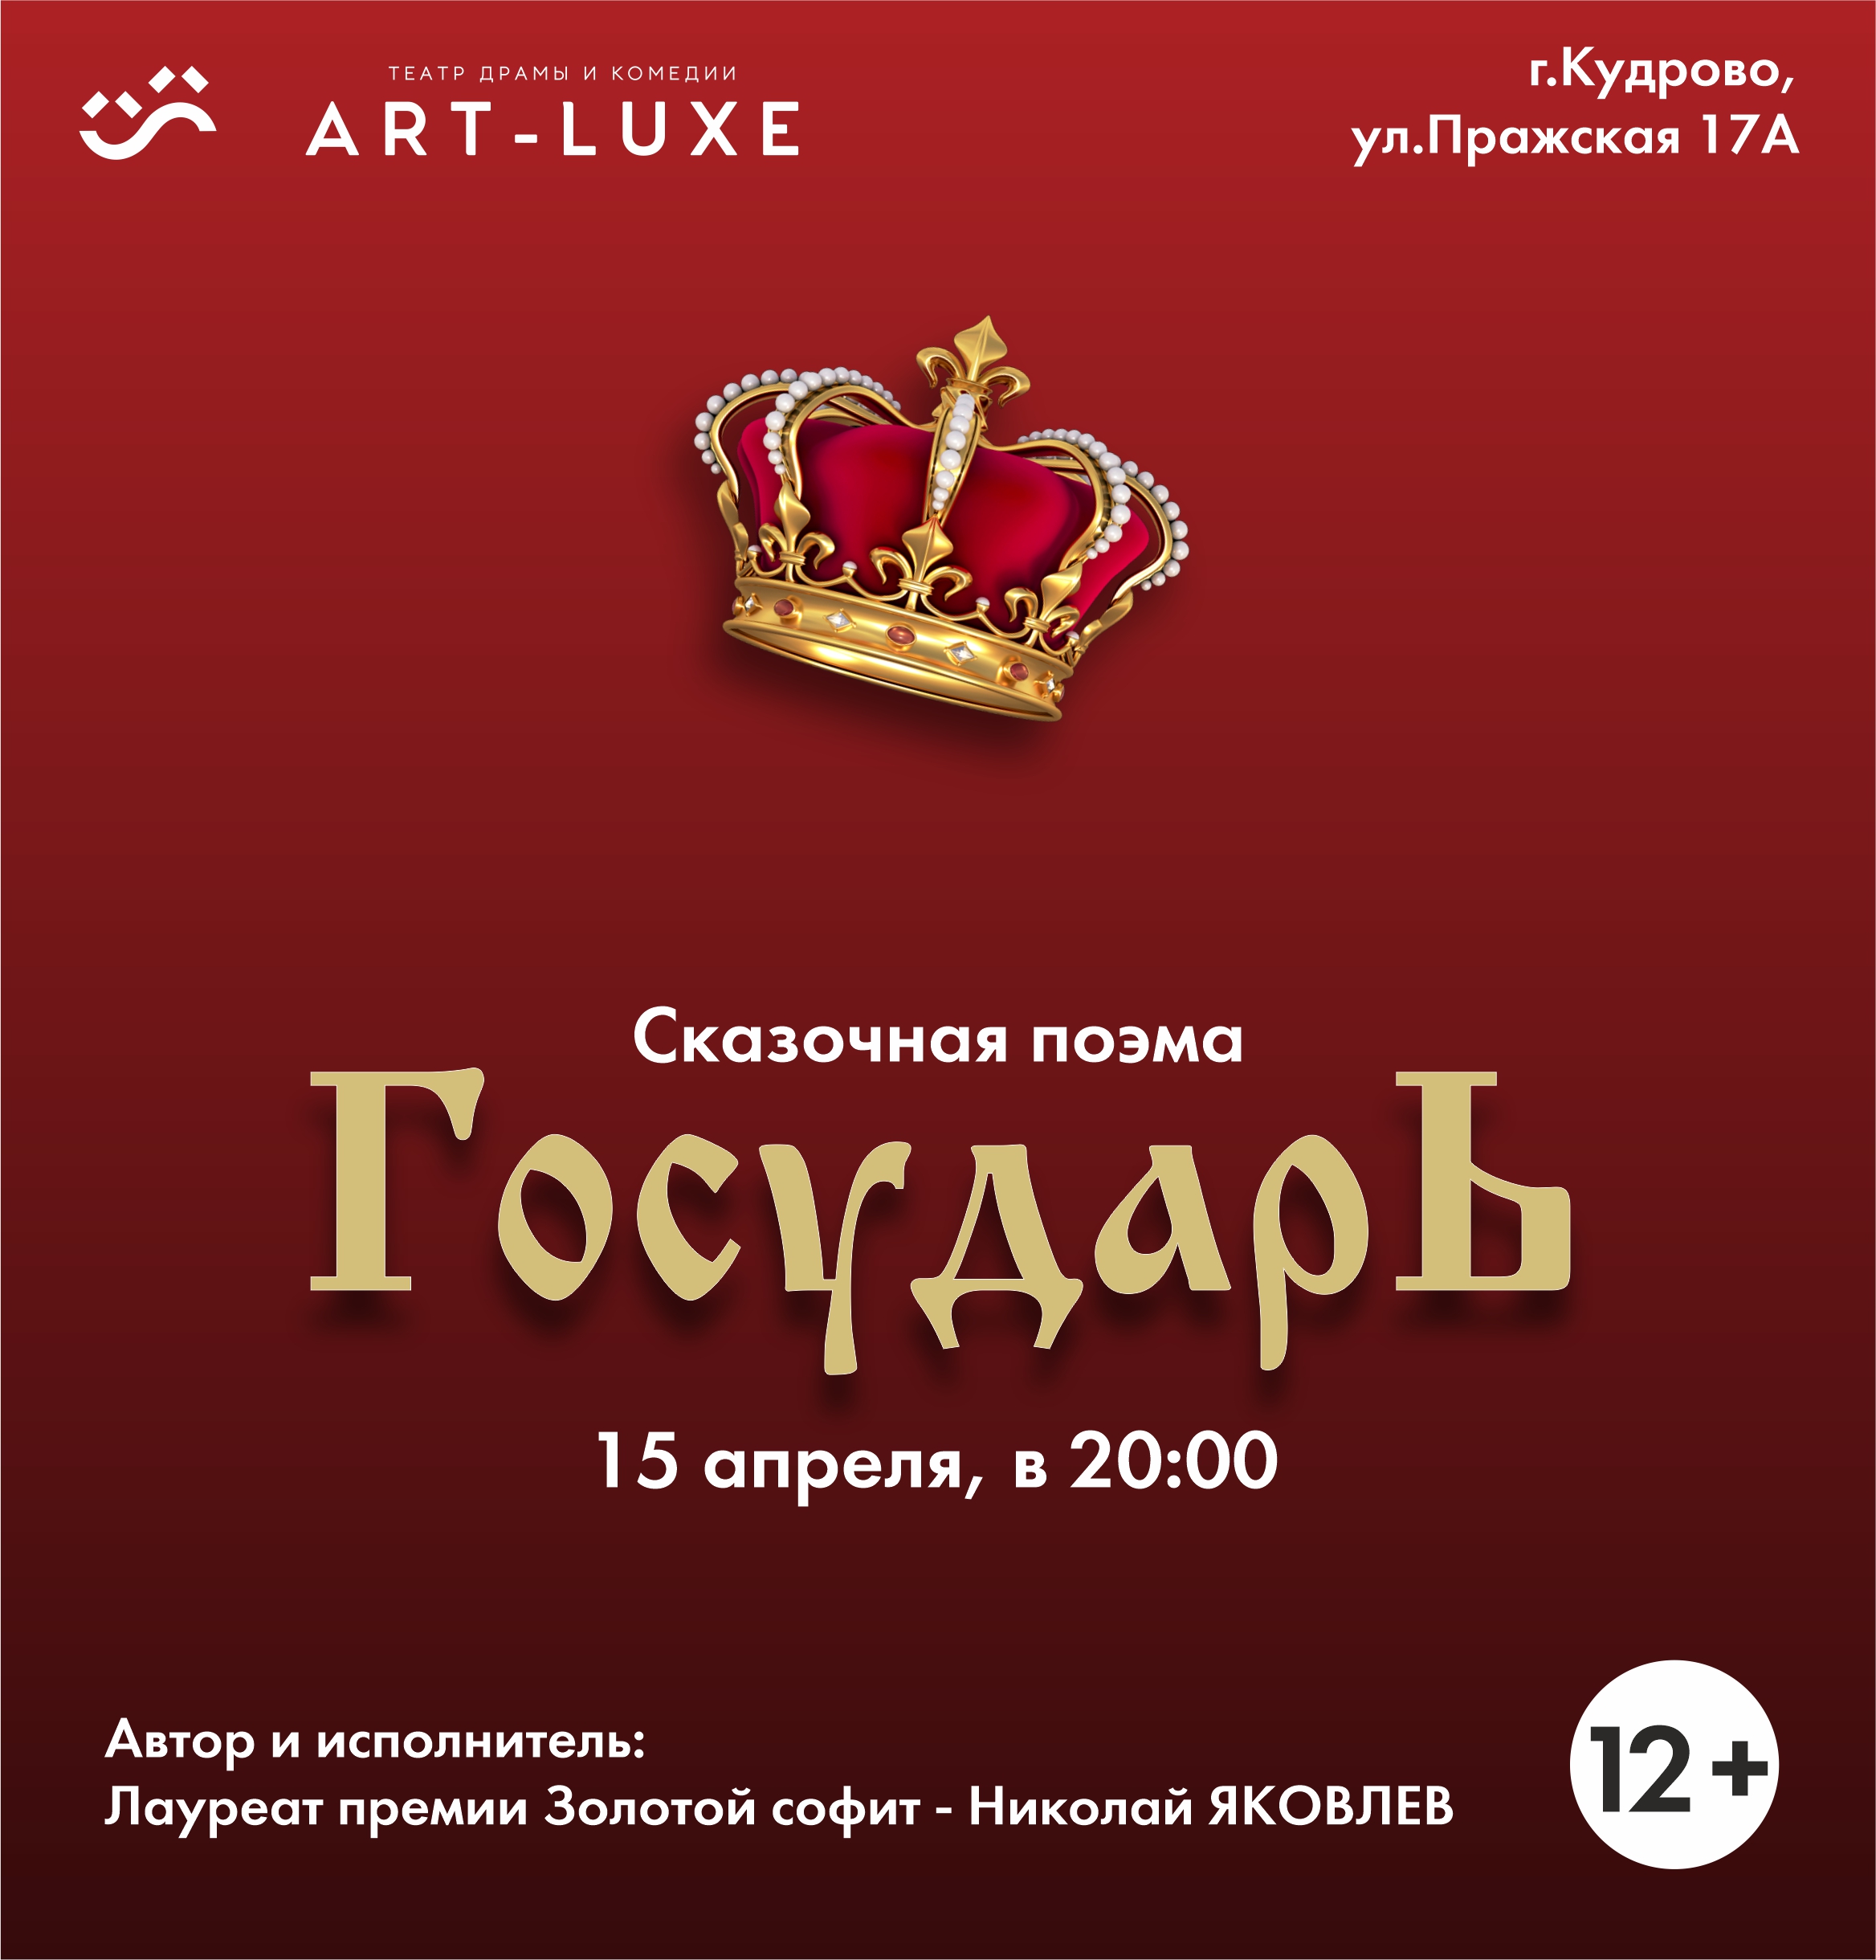 ТЕАТР ДРАМЫ И КОМЕДИИ
ART-LUXE
г.Кудрово,
ул.Пражская 17А
Сказочная поэма
Государь
15 апреля, в 20:00
Автор и исполнитель:
Лауреат премии Золотой софит - Николай ЯКОВЛЕВ
12+